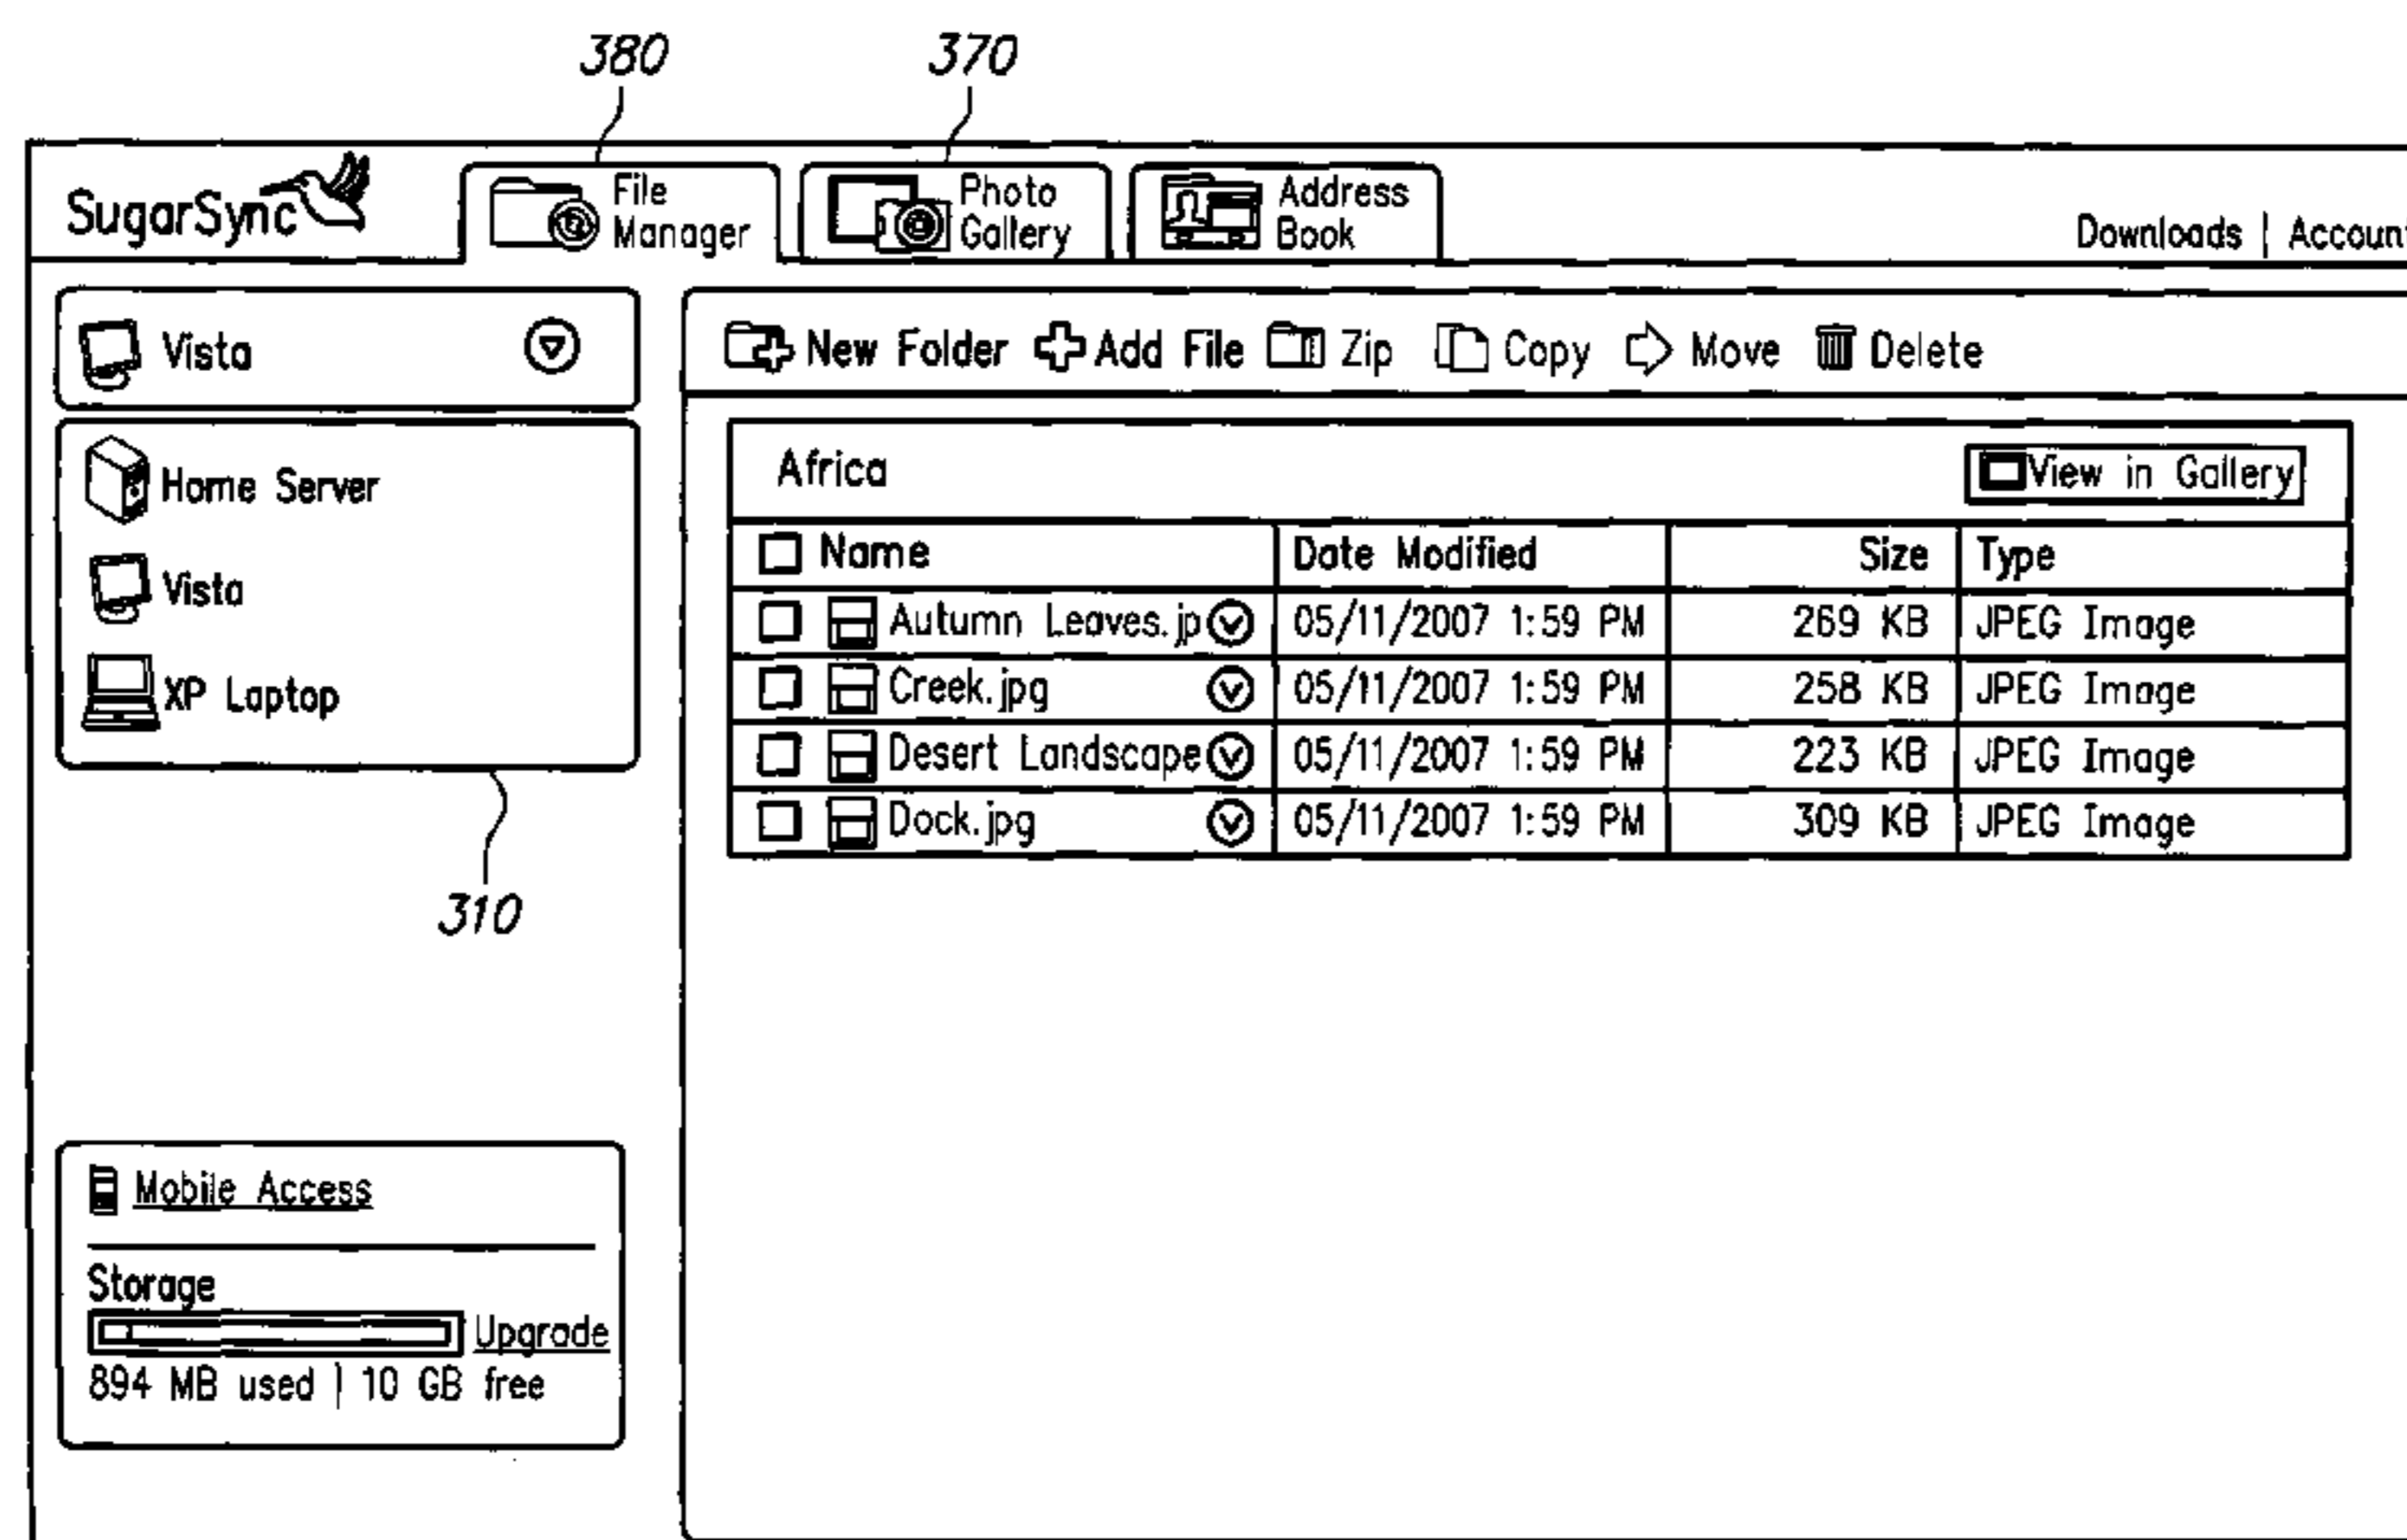 380 370
SugarSync File Manager Photo Gallery Address Book Downloads |
Vista
New Folder Add File Zip Copy Move Delete
Home Server
Vista
XP Laptop
310
Africa View in Gallery
Name Date Modified Size Type
Autumn Leaves.jp 05/11/2007 1:59 PM 269 KB JPEG Image
Creek.jpg 05/11/2007 1:59 PM 258 KB JPEG Image
Desert Landscape 05/11/2007 1:59 PM 223 KB JPEG Image
Dock.jpg 05/11/2007 1:59 PM 309 KB JPEG Image
Mobile Access
Storage
Upgrade
894 MB used | 10 GB free